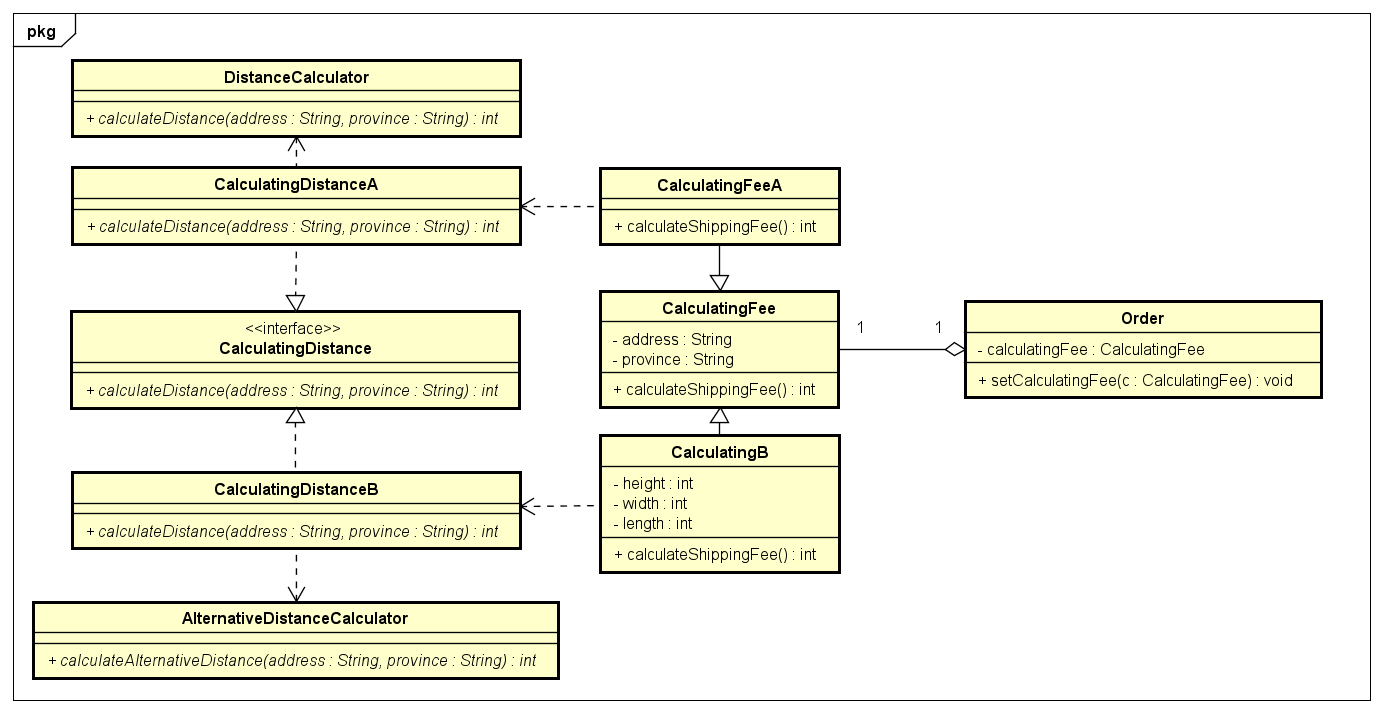 pkg
DistanceCalculator
+ calculateDistance(address : String, province : String) : int
CalculatingDistanceA
+ calculateDistance(address : String, province : String) : int
<<interface>>
CalculatingDistance
+ calculateDistance(address : String, province : String) : int
CalculatingDistanceB
+ calculateDistance(address : String, province : String) : int
AlternativeDistanceCalculator
+ calculateAlternativeDistance(address : String, province : String) : int
CalculatingFeeA
+ calculateShippingFee() : int
CalculatingFee
- address : String
- province : String
+ calculateShippingFee() : int
CalculatingB
- height : int
- width : int
- length : int
+ calculateShippingFee() : int
1
1
Order
- calculatingFee : CalculatingFee
+ setCalculatingFee(c : CalculatingFee) : void